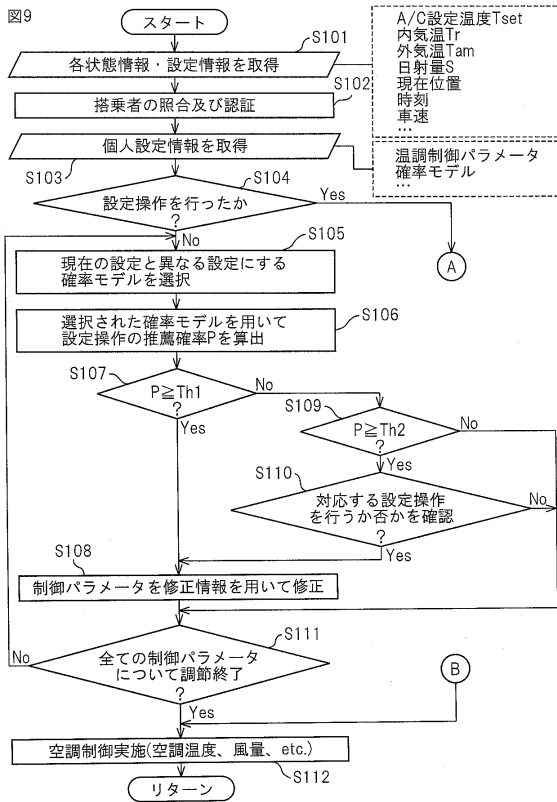 図9
スタート
S101
各状態情報・設定情報を取得
A/C設定温度Tset
内気温Tr
外気温Tam
日射量S
現在位置
時刻
車速
…
S102
搭乗者の照合及び認証
個人設定情報を取得
S103
温調制御パラメータ
確率モデル
…
S104
設定操作を行ったか
?
Yes
No
A
S105
現在の設定と異なる設定にする
確率モデルを選択
S106
選択された確率モデルを用いて
設定操作の推薦確率Pを算出
S107
P≧Th1
?
No
Yes
S109
P≧Th2
?
No
Yes
S110
対応する設定操作
を行うか否かを確認
?
No
Yes
S108
制御パラメータを修正情報を用いて修正
S111
全ての制御パラメータ
について調節終了
?
No
Yes
B
空調制御実施(空調温度、風量、etc.)
S112
リターン